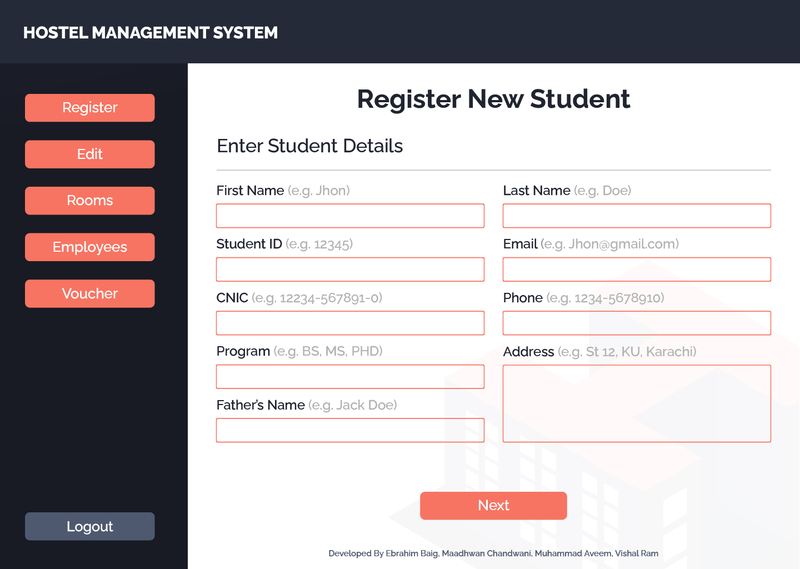 HOSTEL MANAGEMENT SYSTEM
Register
Edit
Rooms
Employees
Voucher
Logout
Register New Student
Enter Student Details
First Name (e.g. Jhon)
Last Name (e.g. Doe)
Student ID (e.g. 12345)
Email (e.g. Jhon@gmail.com)
CNIC (e.g. 12234-567891-0)
Phone (e.g. 1234-5678910)
Program (e.g. BS, MS, PHD)
Address (e.g. St 12, KU, Karachi)
Father's Name (e.g. Jack Doe)
Next
Developed By Ebrahim Baig, Maadhwan Chandwani, Muhammad Aveem, Vishal Ram